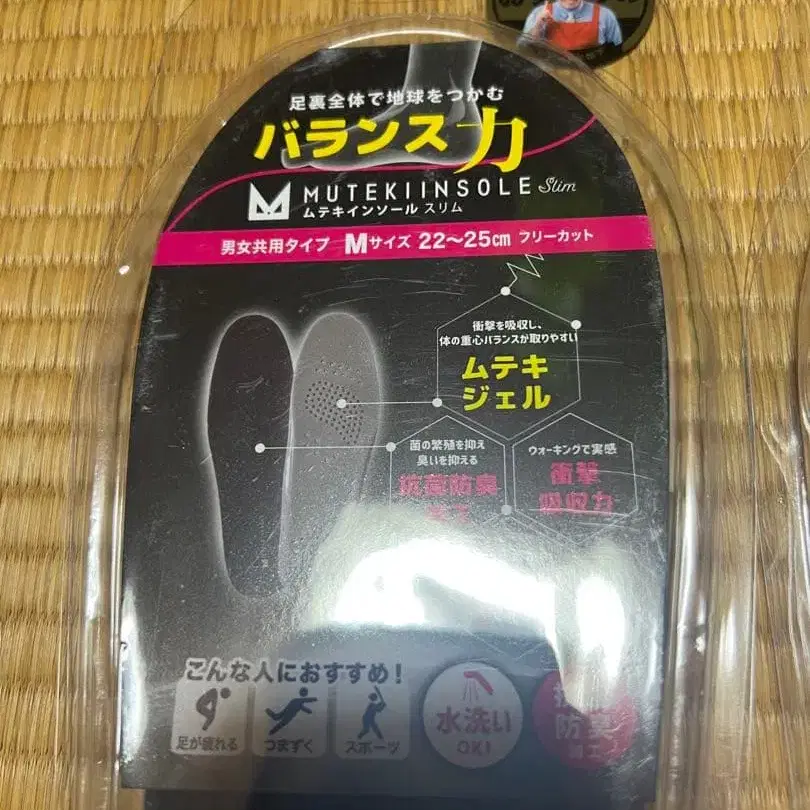 足裏全体で地球をつかむ
バランス力
MUTEKIINSOLE Slim
ムテキインソール スリム
男女共用タイプ Mサイズ 22〜25cm フリーカット
衝撃を吸収し、
体の重心バランスが取りやすい
ムテキ
ジェル
菌の繁殖を抑え
臭いを抑える
抗菌防臭
加工
ウォーキングで実感
衝撃
吸収力
こんな人におすすめ!
足が疲れる
つまずく
スポーツ
水洗い
OK!
防臭
加工